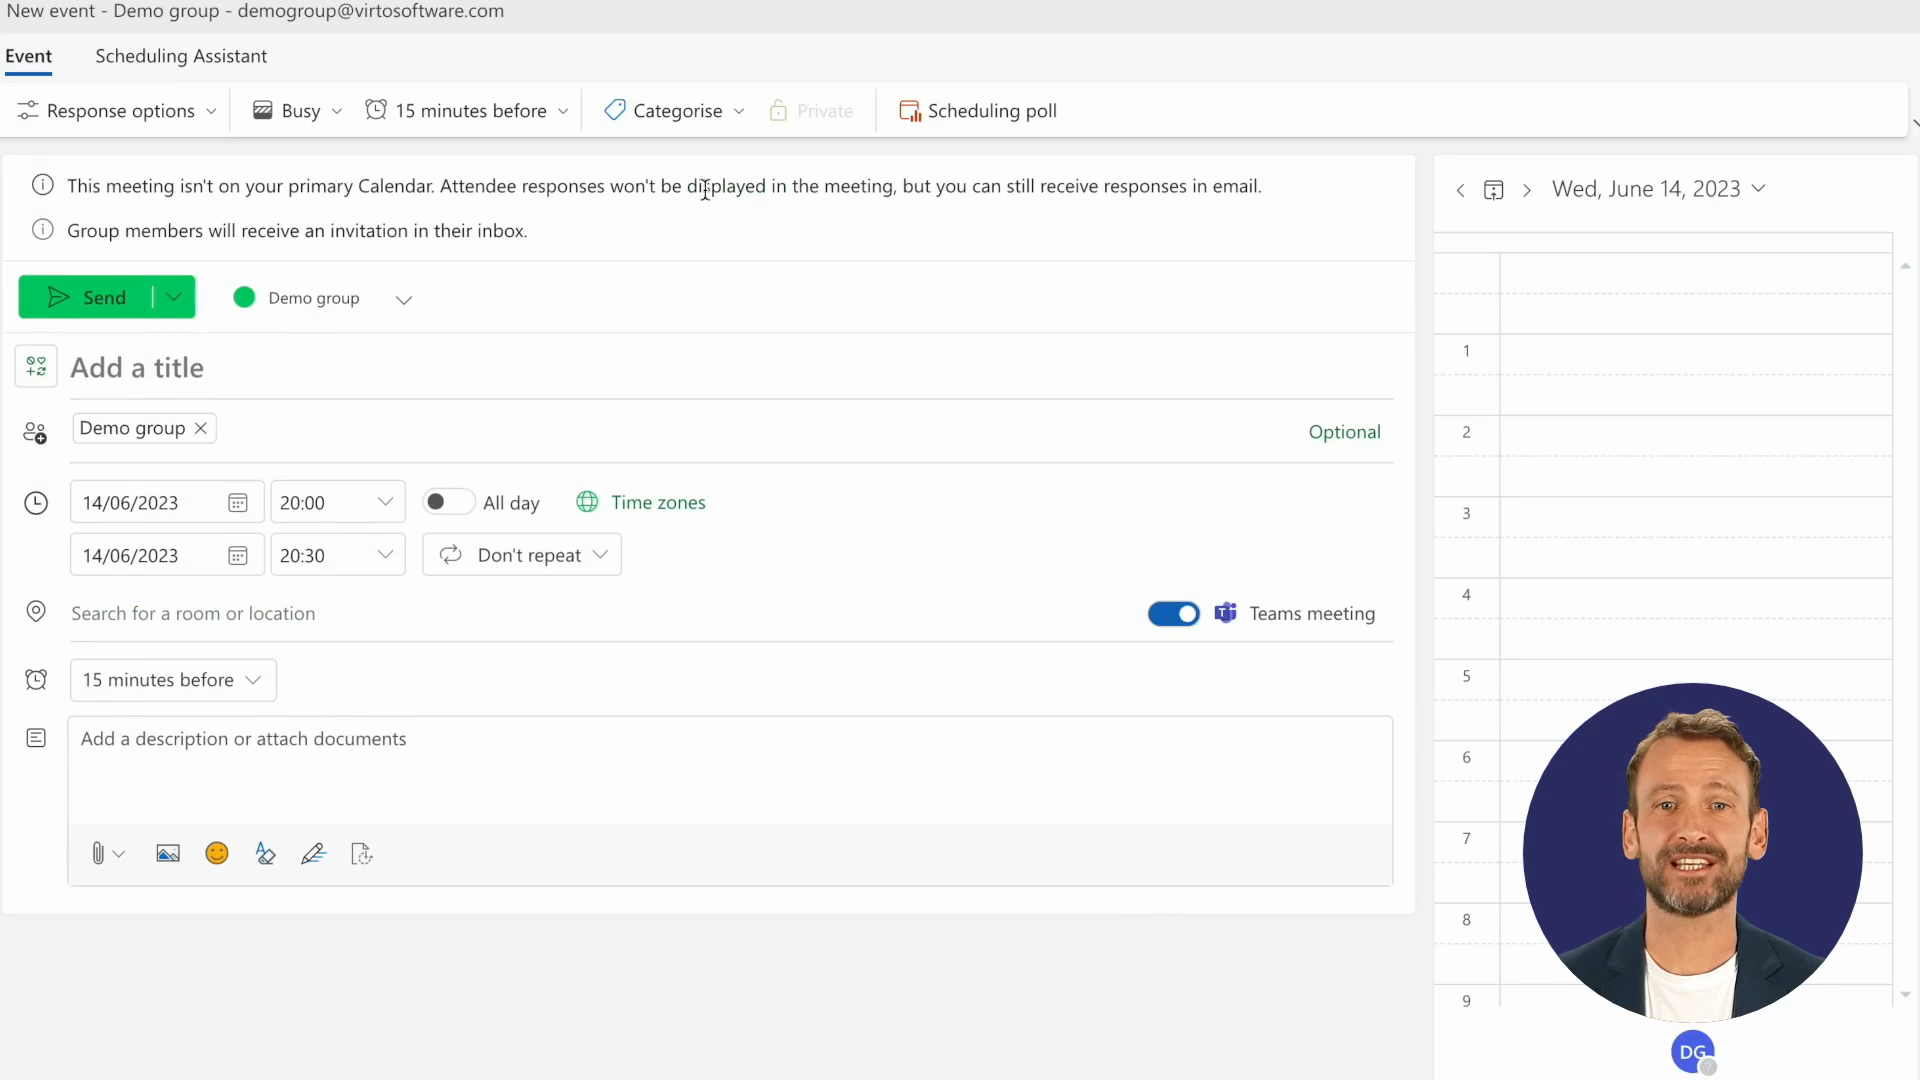 New event - Demo group - demogroup@virtosoftware.com
Event Scheduling Assistant
Response options Busy 15 minutes before Categorise Private Scheduling poll
This meeting isn't on your primary Calendar. Attendee responses won't be displayed in the meeting, but you can still receive responses in email.
Group members will receive an invitation in their inbox.
Wed, June 14, 2023
Send Demo group
Add a title
Demo group Optional
14/06/2023 20:00 All day Time zones
14/06/2023 20:30 Don't repeat
Search for a room or location Teams meeting
15 minutes before
Add a description or attach documents
1
2
3
4
5
6
7
8
9
DG